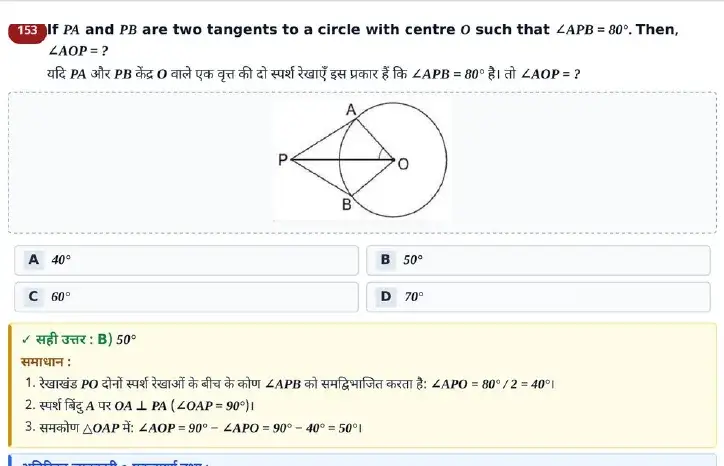 153 If PA and PB are two tangents to a circle with centre O such that ∠APB = 80°. Then,
∠AOP = ?
यदि PA और PB केंद्र O वाले एक वृत्त की दो स्पर्श रेखाएँ इस प्रकार हैं कि ∠APB = 80° है। तो ∠AOP = ?
A
P
O
B
A 40°
B 50°
C 60°
D 70°
✓ सही उत्तर : B) 50°
समाधान :
1. रेखाखंड PO दोनों स्पर्श रेखाओं के बीच के कोण ∠APB को समद्विभाजित करता है: ∠APO = 80° / 2 = 40°।
2. स्पर्श बिंदु A पर OA ⊥ PA (∠OAP = 90°)।
3. समकोण △OAP में: ∠AOP = 90° − ∠APO = 90° − 40° = 50°।